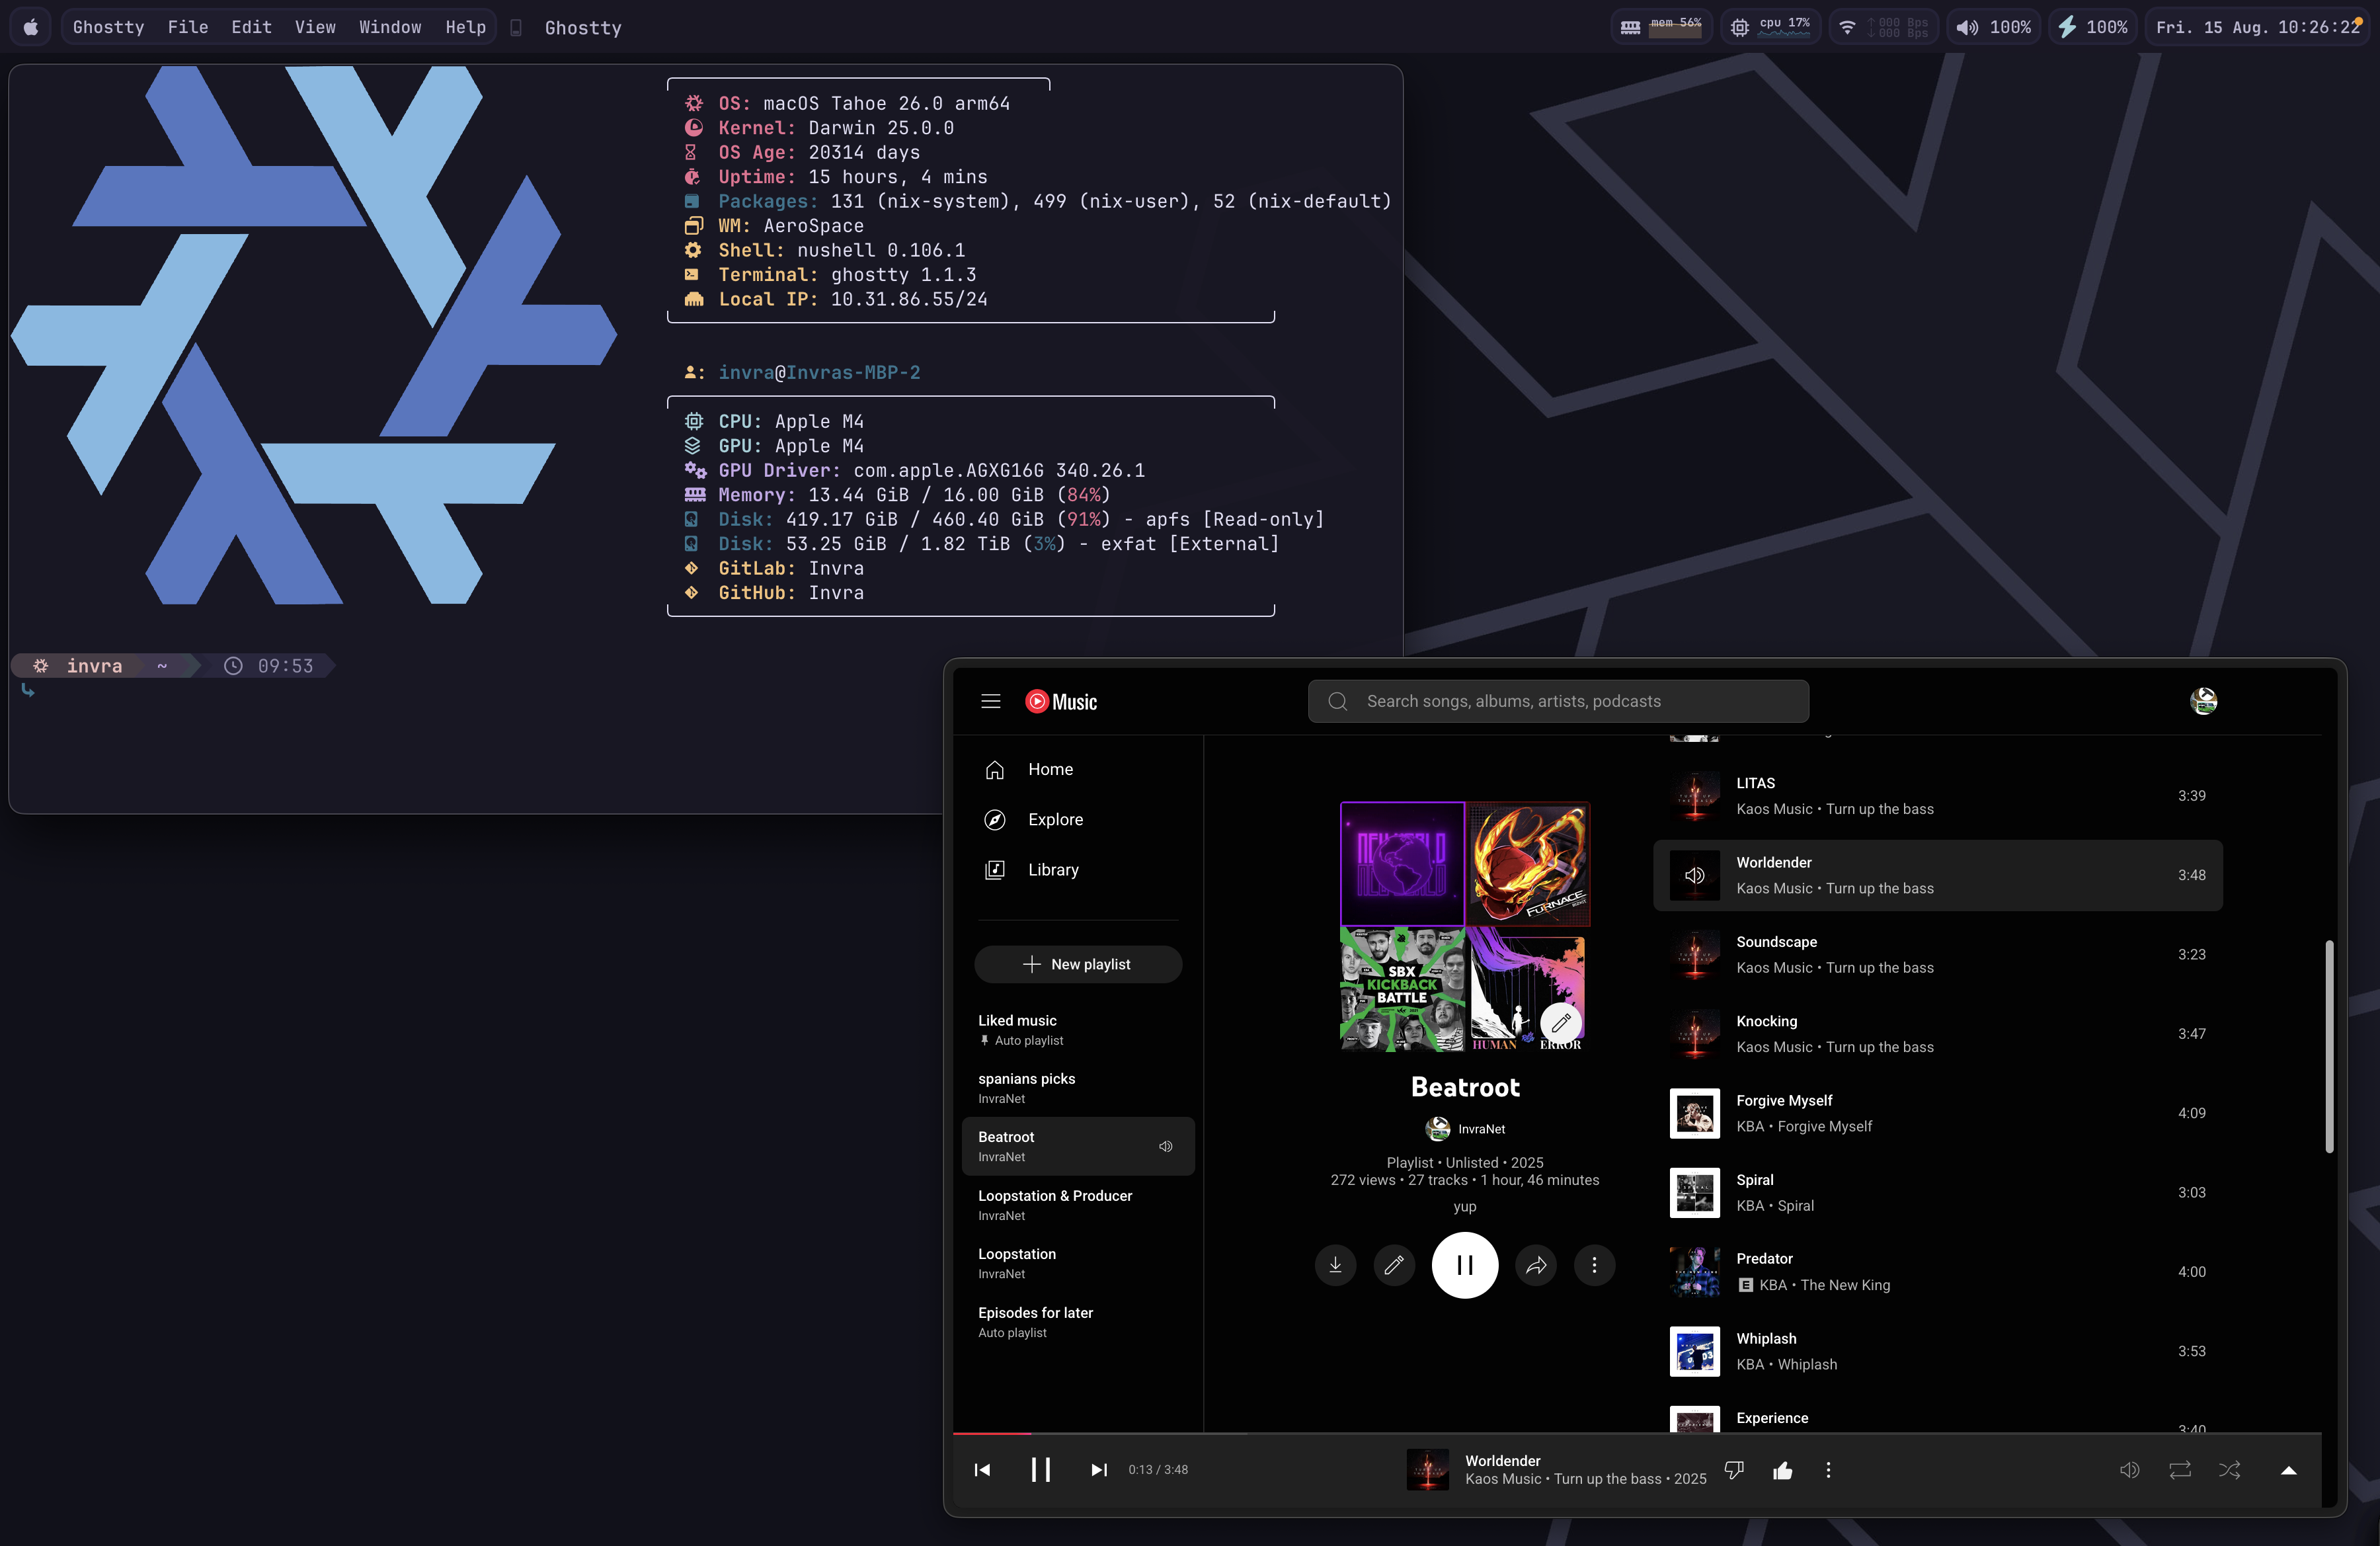 Ghostty File Edit View Window Help Ghostty
mem 56% cpu 17% 000 Bps 000 Bps 100% 100% Fri. 15 Aug. 10:26:22
OS: macOS Tahoe 26.0 arm64
Kernel: Darwin 25.0.0
OS Age: 20314 days
Uptime: 15 hours, 4 mins
Packages: 131 (nix-system), 499 (nix-user), 52 (nix-default)
WM: AeroSpace
Shell: nushell 0.106.1
Terminal: ghostty 1.1.3
Local IP: 10.31.86.55/24
: invra@Invras-MBP-2
CPU: Apple M4
GPU: Apple M4
GPU Driver: com.apple.AGXG16G 340.26.1
Memory: 13.44 GiB / 16.00 GiB (84%)
Disk: 419.17 GiB / 460.40 GiB (91%) - apfs [Read-only]
Disk: 53.25 GiB / 1.82 TiB (3%) - exfat [External]
GitLab: Invra
GitHub: Invra
invra ~ 09:53
Music
Search songs, albums, artists, podcasts
Home
Explore
Library
New playlist
Liked music
Auto playlist
spanians picks
InvraNet
Beatroot
InvraNet
Loopstation & Producer
InvraNet
Loopstation
InvraNet
Episodes for later
Auto playlist
NEW WORLD
FURNACE
SBX
KICKBACK
BATTLE
HUMAN ERROR
Beatroot
InvraNet
Playlist • Unlisted • 2025
272 views • 27 tracks • 1 hour, 46 minutes
yup
LITAS
Kaos Music • Turn up the bass
3:39
Worldender
Kaos Music • Turn up the bass
3:48
Soundscape
Kaos Music • Turn up the bass
3:23
Knocking
Kaos Music • Turn up the bass
3:47
Forgive Myself
KBA • Forgive Myself
4:09
Spiral
KBA • Spiral
3:03
Predator
E KBA • The New King
4:00
Whiplash
KBA • Whiplash
3:53
Experience
3:40
0:13 / 3:48
Worldender
Kaos Music • Turn up the bass • 2025